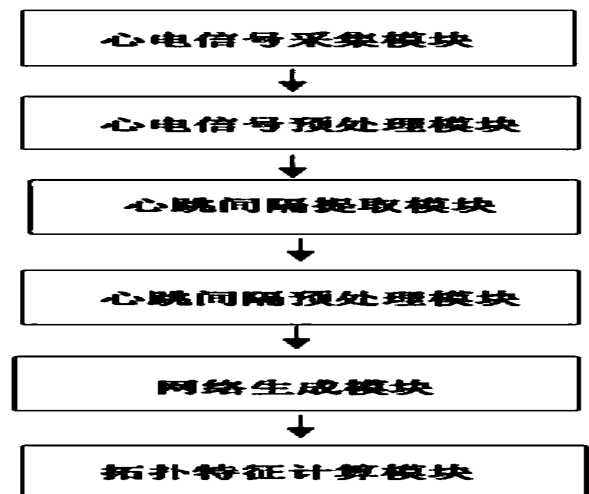 心电信号采集模块
心电信号预处理模块
心跳间隔提取模块
心跳间隔预处理模块
网络生成模块
拓扑特征计算模块